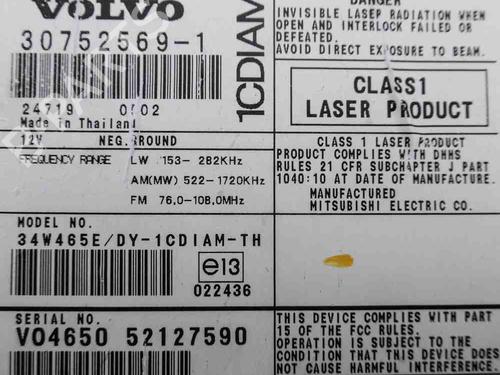 VOLVO
30752569-1
24719 0002
Made in Thailand
12V NEG. GROUND
FREQUENCY RANGE LW 153- 282KHz
AM(MW) 522-1720KHz
FM 76.0-108.0MHz
1CDIAM
MODEL NO.
34W465E/DY-1CDIAM-TH
e13
022436
SERIAL NO.
VO4650 52127590
DANGER
INVISIBLE LASER RADIATION WHEN
OPEN AND INTERLOCK FAILED OR
DEFEATED.
AVOID DIRECT EXPOSURE TO BEAM.
CLASS1
LASER PRODUCT
CLASS 1 LASER PRODUCT
PRODUCT COMPLIES WITH DHHS
RULES 21 CFR SUBCHAPTER J PART
1040:10 AT DATE OF MANUFACTURE.
MANUFACTURED
MITSUBISHI ELECTRIC CO.
THIS DEVICE COMPLIES WITH PART
15 OF THE FCC RULES.
OPERATION IS SUBJECT TO THE
CONDITION THAT THIS DEVICE DOES
NOT CAUSE HARMFUL INTERFERENCE.